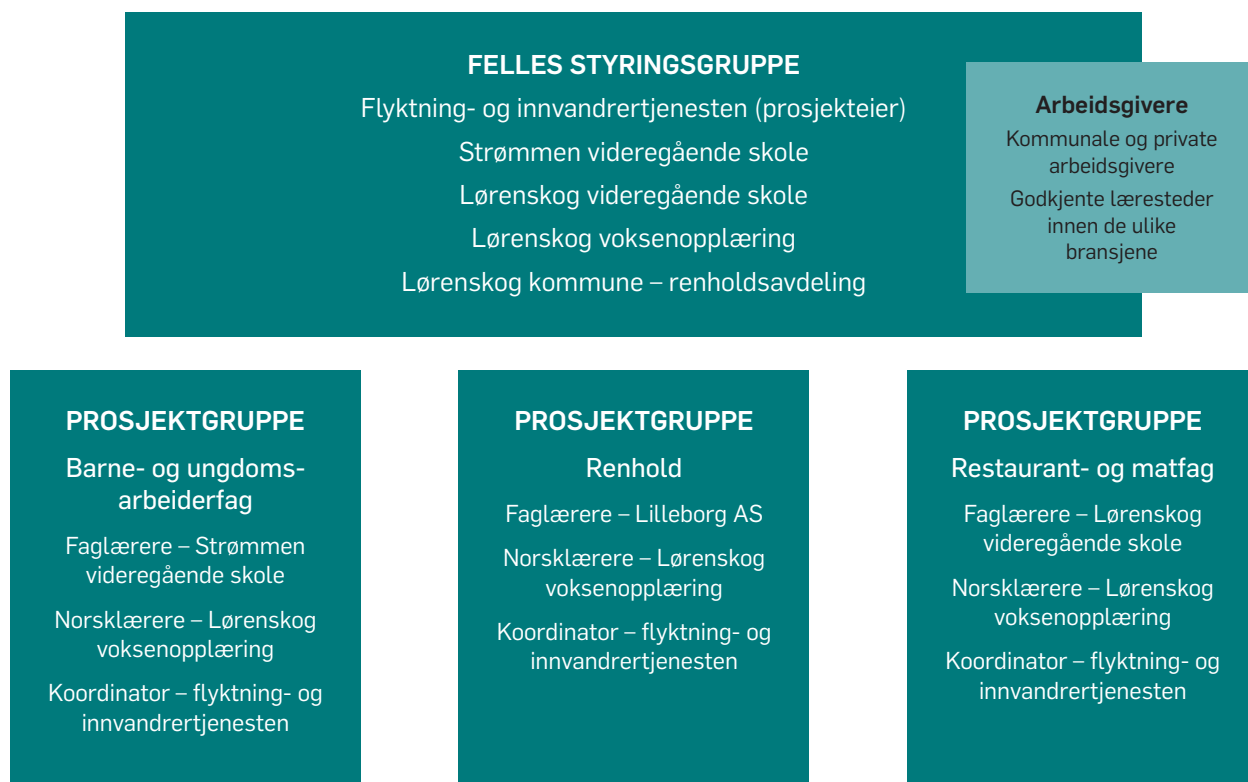 FELLES STYRINGSGRUPPE
Flyktning- og innvandrertjenesten (prosjekteier)
Strømmen videregående skole
Lørenskog videregående skole
Lørenskog voksenopplæring
Lørenskog kommune – renholdsavdeling
Arbeidsgivere
Kommunale og private
arbeidsgivere
Godkjente læresteder
innen de ulike
bransjene
PROSJEKTGRUPPE
Barne- og ungdoms-
arbeiderfag
Faglærere – Strømmen
videregående skole
Norsklærere – Lørenskog
voksenopplæring
Koordinator – flyktning- og
innvandrertjenesten
PROSJEKTGRUPPE
Renhold
Faglærere – Lilleborg AS
Norsklærere – Lørenskog
voksenopplæring
Koordinator – flyktning- og
innvandrertjenesten
PROSJEKTGRUPPE
Restaurant- og matfag
Faglærere – Lørenskog
videregående skole
Norsklærere – Lørenskog
voksenopplæring
Koordinator – flyktning- og
innvandrertjenesten